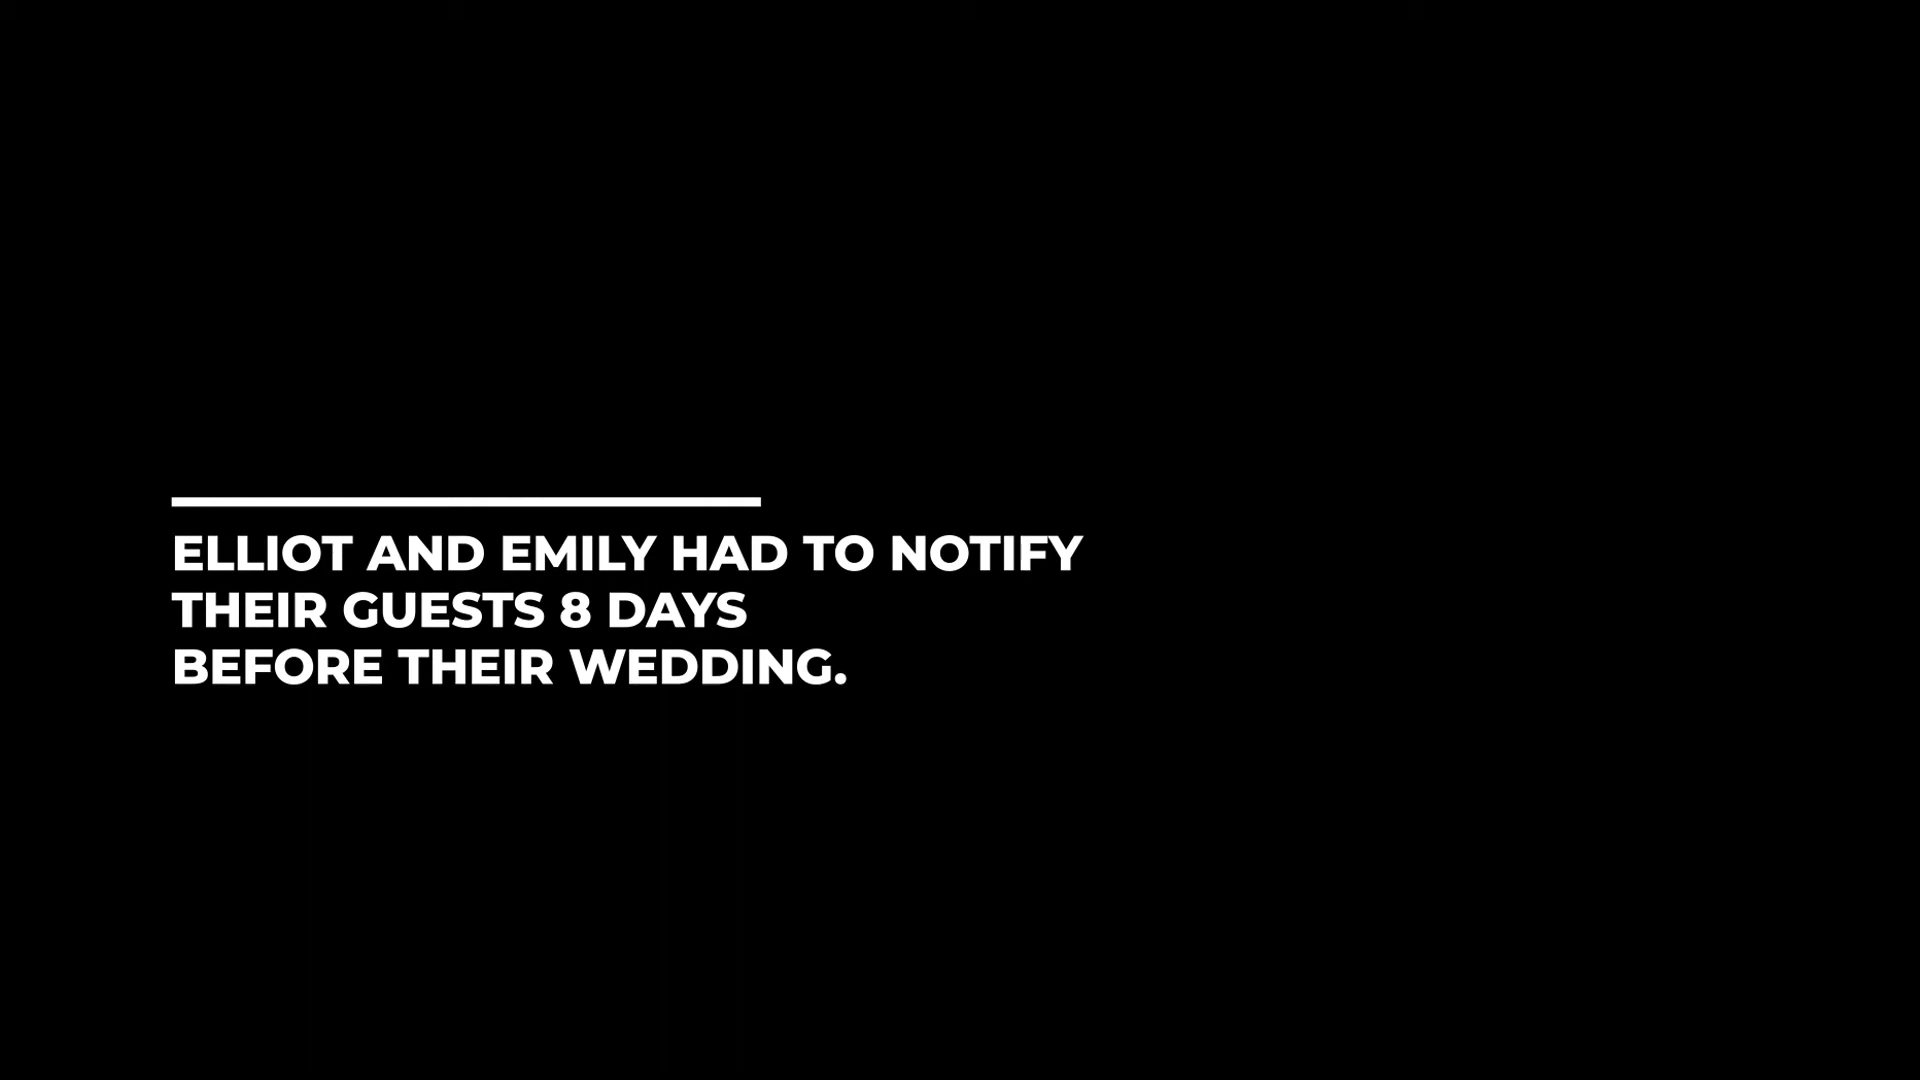 ELLIOT AND EMILY HAD TO NOTIFY
THEIR GUESTS 8 DAYS
BEFORE THEIR WEDDING.